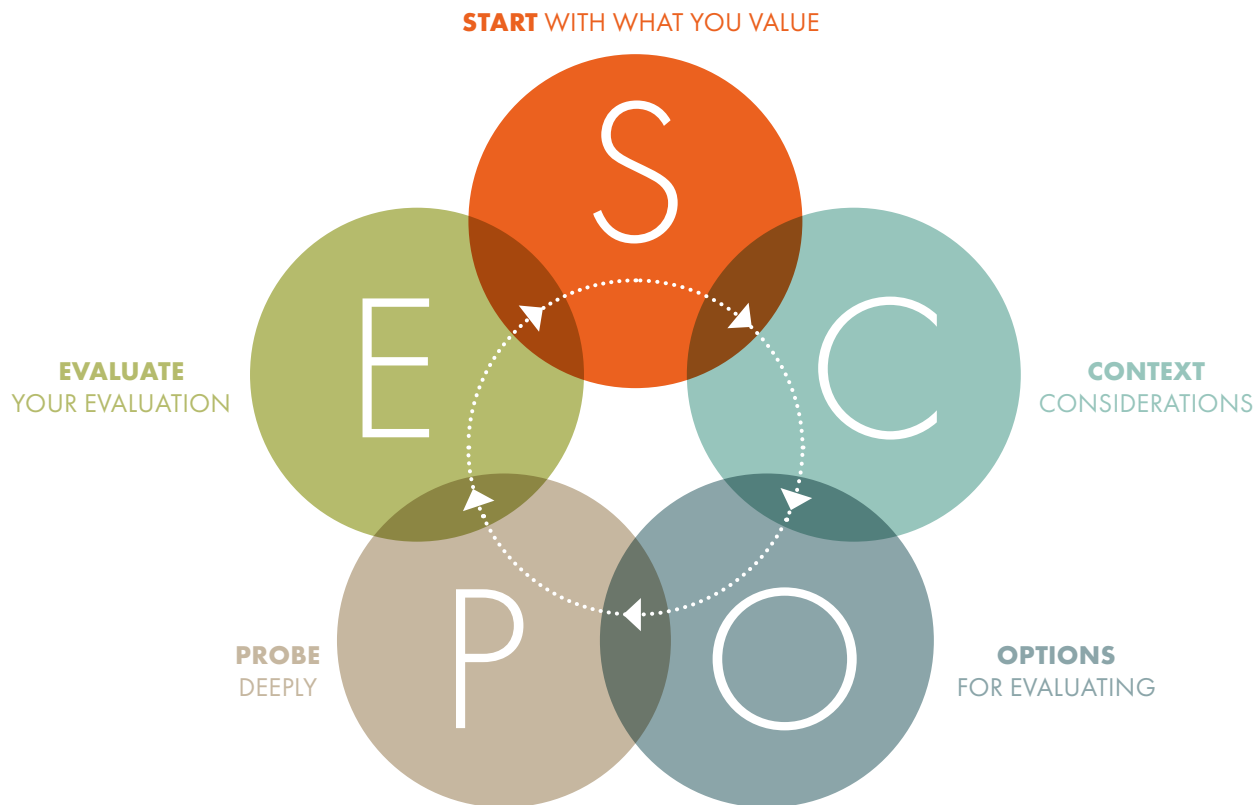 START WITH WHAT YOU VALUE
S
C
CONTEXT
CONSIDERATIONS
O
OPTIONS
FOR EVALUATING
P
PROBE
DEEPLY
E
EVALUATE
YOUR EVALUATION